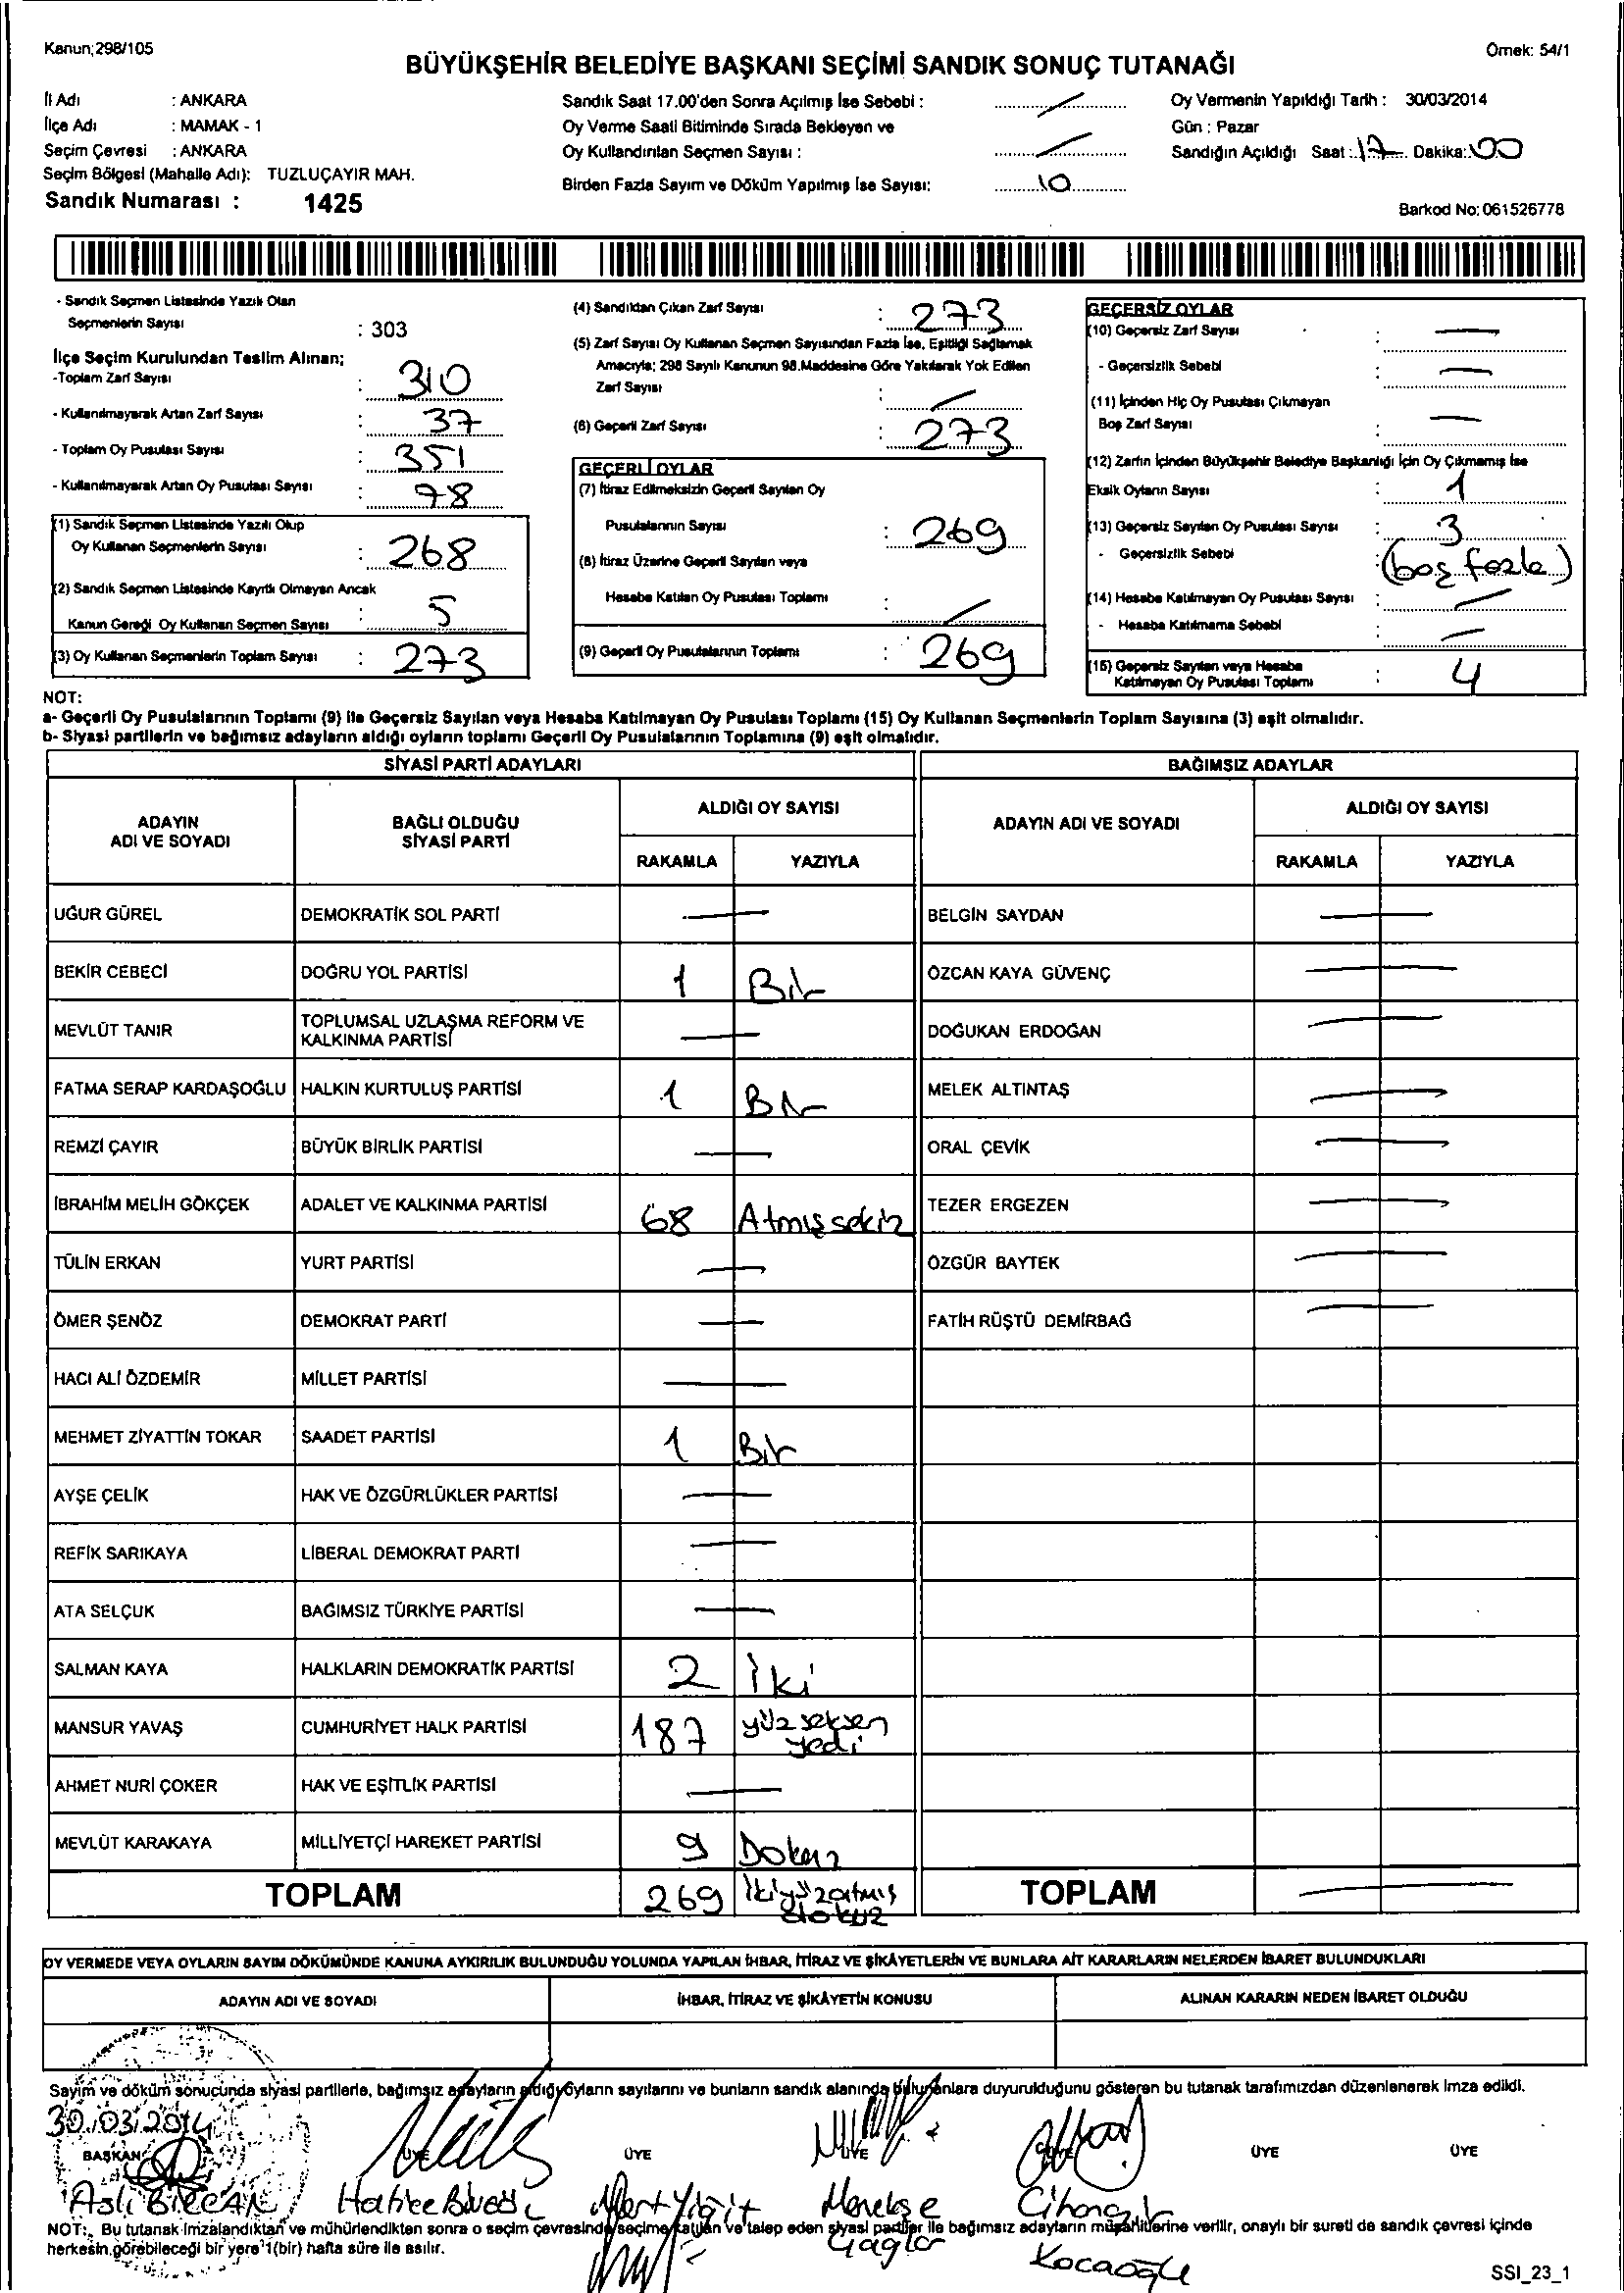 Kanun;298/105
Örnek: 54/1
BÜYÜKŞEHİR BELEDİYE BAŞKANI SEÇİMİ SANDIK SONUÇ TUTANAĞI
İl Adı : ANKARA
İlçe Adı : MAMAK - 1
Seçim Çevresi : ANKARA
Seçim Bölgesi (Mahalle Adı): TUZLUÇAYIR MAH.
Sandık Numarası : 1425
Sandık Saat 17.00'den Sonra Açılmış İse Sebebi :
Oy Verme Saati Bitiminde Sırada Bekleyen ve
Oy Kullandırılan Seçmen Sayısı :
Birden Fazla Sayım ve Döküm Yapılmış İse Sayısı: 10
Oy Vermenin Yapıldığı Tarih : 30/03/2014
Gün : Pazar
Sandığın Açıldığı Saat : 17 Dakika: 00
Barkod No: 061526778
- Sandık Seçmen Listesinde Yazılı Olan
Seçmenlerin Sayısı : 303
İlçe Seçim Kurulundan Teslim Alınan;
-Toplam Zarf Sayısı : 310
- Kullanılmayarak Artan Zarf Sayısı : 37
- Toplam Oy Pusulası Sayısı : 351
- Kullanılmayarak Artan Oy Pusulası Sayısı : 78
(1) Sandık Seçmen Listesinde Yazılı Olup
Oy Kullanan Seçmenlerin Sayısı : 268
(2) Sandık Seçmen Listesinde Kayıtlı Olmayan Ancak
Kanun Gereği Oy Kullanan Seçmen Sayısı : 5
(3) Oy Kullanan Seçmenlerin Toplam Sayısı : 273
(4) Sandıktan Çıkan Zarf Sayısı : 273
(5) Zarf Sayısı Oy Kullanan Seçmen Sayısından Fazla İse, Eşitliği Sağlamak
Amacıyla; 298 Sayılı Kanunun 98.Maddesine Göre Yakılarak Yok Edilen
Zarf Sayısı :
(6) Geçerli Zarf Sayısı : 273
GEÇERLİ OYLAR
(7) İtiraz Edilmeksizin Geçerli Sayılan Oy
Pusulalarının Sayısı : 269
(8) İtiraz Üzerine Geçerli Sayılan veya
Hesaba Katılan Oy Pusulası Toplamı :
(9) Geçerli Oy Pusulalarının Toplamı : 269
GEÇERSİZ OYLAR
(10) Geçersiz Zarf Sayısı :
- Geçersizlik Sebebi :
(11) İçinden Hiç Oy Pusulası Çıkmayan
Boş Zarf Sayısı :
(12) Zarfın İçinden Büyükşehir Belediye Başkanlığı İçin Oy Çıkmamış İse
Eksik Oyların Sayısı : 1
(13) Geçersiz Sayılan Oy Pusulası Sayısı : 3
- Geçersizlik Sebebi : (boş fazla)
(14) Hesaba Katılmayan Oy Pusulası Sayısı :
- Hesaba Katılmama Sebebi :
(15) Geçersiz Sayılan veya Hesaba
Katılmayan Oy Pusulası Toplamı : 4
NOT:
a- Geçerli Oy Pusulalarının Toplamı (9) ile Geçersiz Sayılan veya Hesaba Katılmayan Oy Pusulası Toplamı (15) Oy Kullanan Seçmenlerin Toplam Sayısına (3) eşit olmalıdır.
b- Siyasi partilerin ve bağımsız adayların aldığı oyların toplamı Geçerli Oy Pusulalarının Toplamına (9) eşit olmalıdır.
SİYASİ PARTİ ADAYLARI BAĞIMSIZ ADAYLAR
ADAYIN ADI VE SOYADI BAĞLI OLDUĞU SİYASİ PARTİ ALDIĞI OY SAYISI ADAYIN ADI VE SOYADI ALDIĞI OY SAYISI
RAKAMLA YAZIYLA RAKAMLA YAZIYLA
UĞUR GÜREL DEMOKRATİK SOL PARTİ BELGİN SAYDAN
BEKİR CEBECİ DOĞRU YOL PARTİSİ 1 Bir ÖZCAN KAYA GÜVENÇ
MEVLÜT TANIR TOPLUMSAL UZLAŞMA REFORM VE KALKINMA PARTİSİ DOĞUKAN ERDOĞAN
FATMA SERAP KARDAŞOĞLU HALKIN KURTULUŞ PARTİSİ 1 Bir MELEK ALTINTAŞ
REMZİ ÇAYIR BÜYÜK BİRLİK PARTİSİ ORAL ÇEVİK
İBRAHİM MELİH GÖKÇEK ADALET VE KALKINMA PARTİSİ 68 Atmışsekiz TEZER ERGEZEN
TÜLİN ERKAN YURT PARTİSİ ÖZGÜR BAYTEK
ÖMER ŞENÖZ DEMOKRAT PARTİ FATİH RÜŞTÜ DEMİRBAĞ
HACI ALİ ÖZDEMİR MİLLET PARTİSİ
MEHMET ZİYATTİN TOKAR SAADET PARTİSİ 1 Bir
AYŞE ÇELİK HAK VE ÖZGÜRLÜKLER PARTİSİ
REFİK SARIKAYA LİBERAL DEMOKRAT PARTİ
ATA SELÇUK BAĞIMSIZ TÜRKİYE PARTİSİ
SALMAN KAYA HALKLARIN DEMOKRATİK PARTİSİ 2 İki
MANSUR YAVAŞ CUMHURİYET HALK PARTİSİ 187 yüzseksen yedi
AHMET NURİ ÇOKER HAK VE EŞİTLİK PARTİSİ
MEVLÜT KARAKAYA MİLLİYETÇİ HAREKET PARTİSİ 9 Dokuz
TOPLAM 269 İkiyüzatmış dokuz TOPLAM
OY VERMEDE VEYA OYLARIN SAYIM DÖKÜMÜNDE KANUNA AYKIRILIK BULUNDUĞU YOLUNDA YAPILAN İHBAR, İTİRAZ VE ŞİKÂYETLERİN VE BUNLARA AİT KARARLARIN NELERDEN İBARET BULUNDUKLARI
ADAYIN ADI VE SOYADI İHBAR, İTİRAZ VE ŞİKÂYETİN KONUSU ALINAN KARARIN NEDEN İBARET OLDUĞU
Sayım ve döküm sonucunda siyasi partilerle, bağımsız adayların aldığı oyların sayılarını ve bunların sandık alanında bulunanlara duyurulduğunu gösteren bu tutanak tarafımızdan düzenlenerek imza edildi.
30.03.2014
BAŞKAN ÜYE ÜYE ÜYE ÜYE ÜYE ÜYE
Aslı BİLCAN Hatice Mert Yiğit Menekşe Cihangir
NOT: Bu tutanak imzalandıktan ve mühürlendikten sonra o seçim çevresinde seçime katılan ve talep eden siyasi partiler ile bağımsız adayların müşahitlerine verilir, onaylı bir sureti de sandık çevresi içinde
herkesin görebileceği bir yere 1(bir) hafta süre ile asılır.
Çağlar Kocaoğlu
SSI_23_1